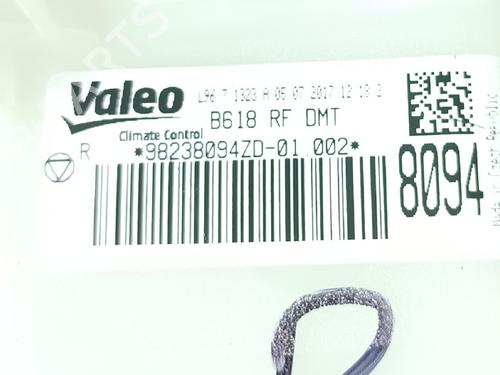 Valeo
L96 7 1323 A 05 07 2017 12 18 2
B618 RF DMT
Climate Control
R *98238094ZD-01 002*
8094
Made in Czech Republic